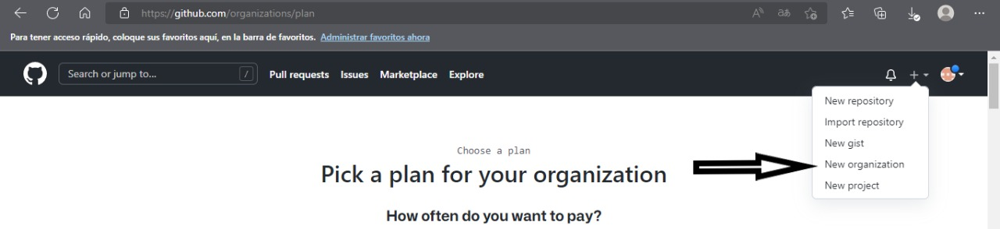 https://github.com/organizations/plan
Para tener acceso rápido, coloque sus favoritos aquí, en la barra de favoritos. Administrar favoritos ahora
Search or jump to... / Pull requests Issues Marketplace Explore
New repository
Import repository
New gist
New organization
New project
Choose a plan
Pick a plan for your organization
How often do you want to pay?